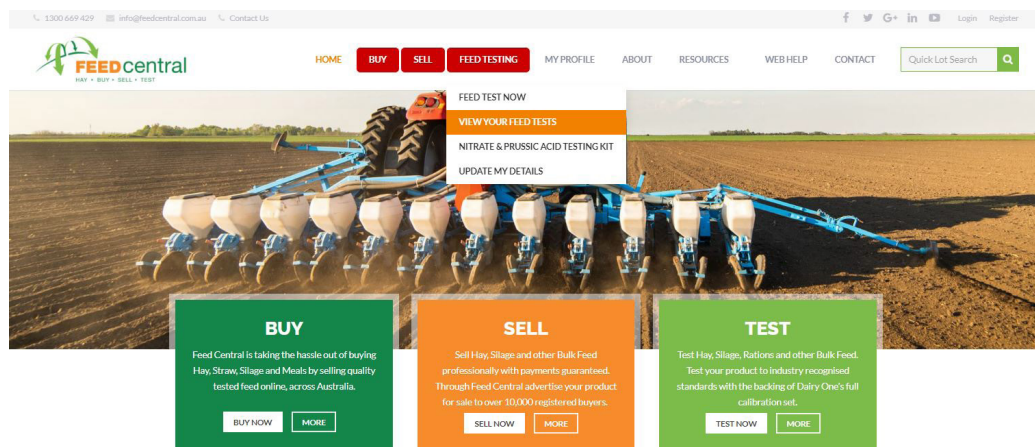 1300 669 429 info@feedcentral.com.au Contact Us Login Register
FEEDcentral
HAY • BUY • SELL • TEST
HOME BUY SELL FEED TESTING MY PROFILE ABOUT RESOURCES WEB HELP CONTACT Quick Lot Search
FEED TEST NOW
VIEW YOUR FEED TESTS
NITRATE & PRUSSIC ACID TESTING KIT
UPDATE MY DETAILS
BUY
Feed Central is taking the hassle out of buying
Hay, Straw, Silage and Meals by selling quality
tested feed online, across Australia.
BUY NOW MORE
SELL
Sell Hay, Silage and other Bulk Feed
professionally with payments guaranteed.
Through Feed Central advertise your product
for sale to over 10,000 registered buyers.
SELL NOW MORE
TEST
Test Hay, Silage, Rations and other Bulk Feed.
Test your product to industry recognised
standards with the backing of Dairy One's full
calibration set.
TEST NOW MORE